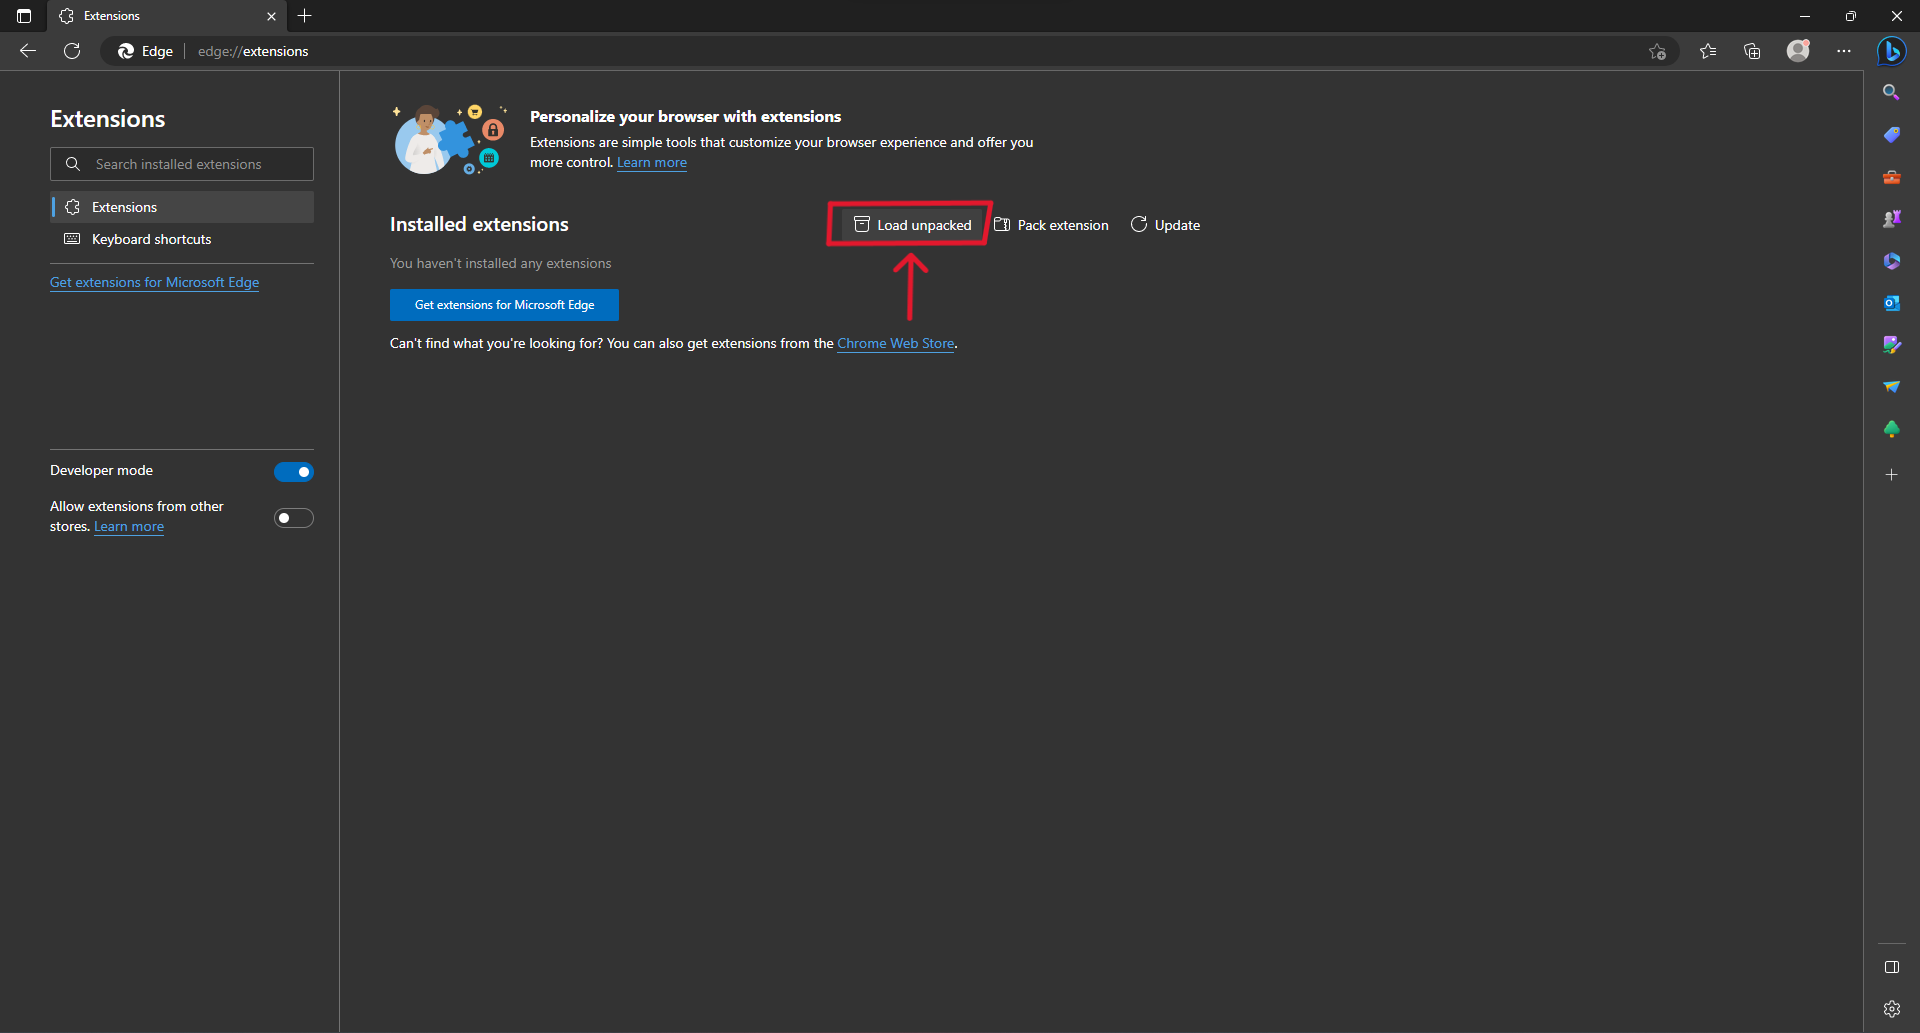 Extensions
Edge
edge://extensions
Extensions
Search installed extensions
Extensions
Keyboard shortcuts
Get extensions for Microsoft Edge
Developer mode
Allow extensions from other
stores. Learn more
Personalize your browser with extensions
Extensions are simple tools that customize your browser experience and offer you
more control. Learn more
Installed extensions
Load unpacked
Pack extension
Update
You haven't installed any extensions
Get extensions for Microsoft Edge
Can't find what you're looking for? You can also get extensions from the Chrome Web Store.